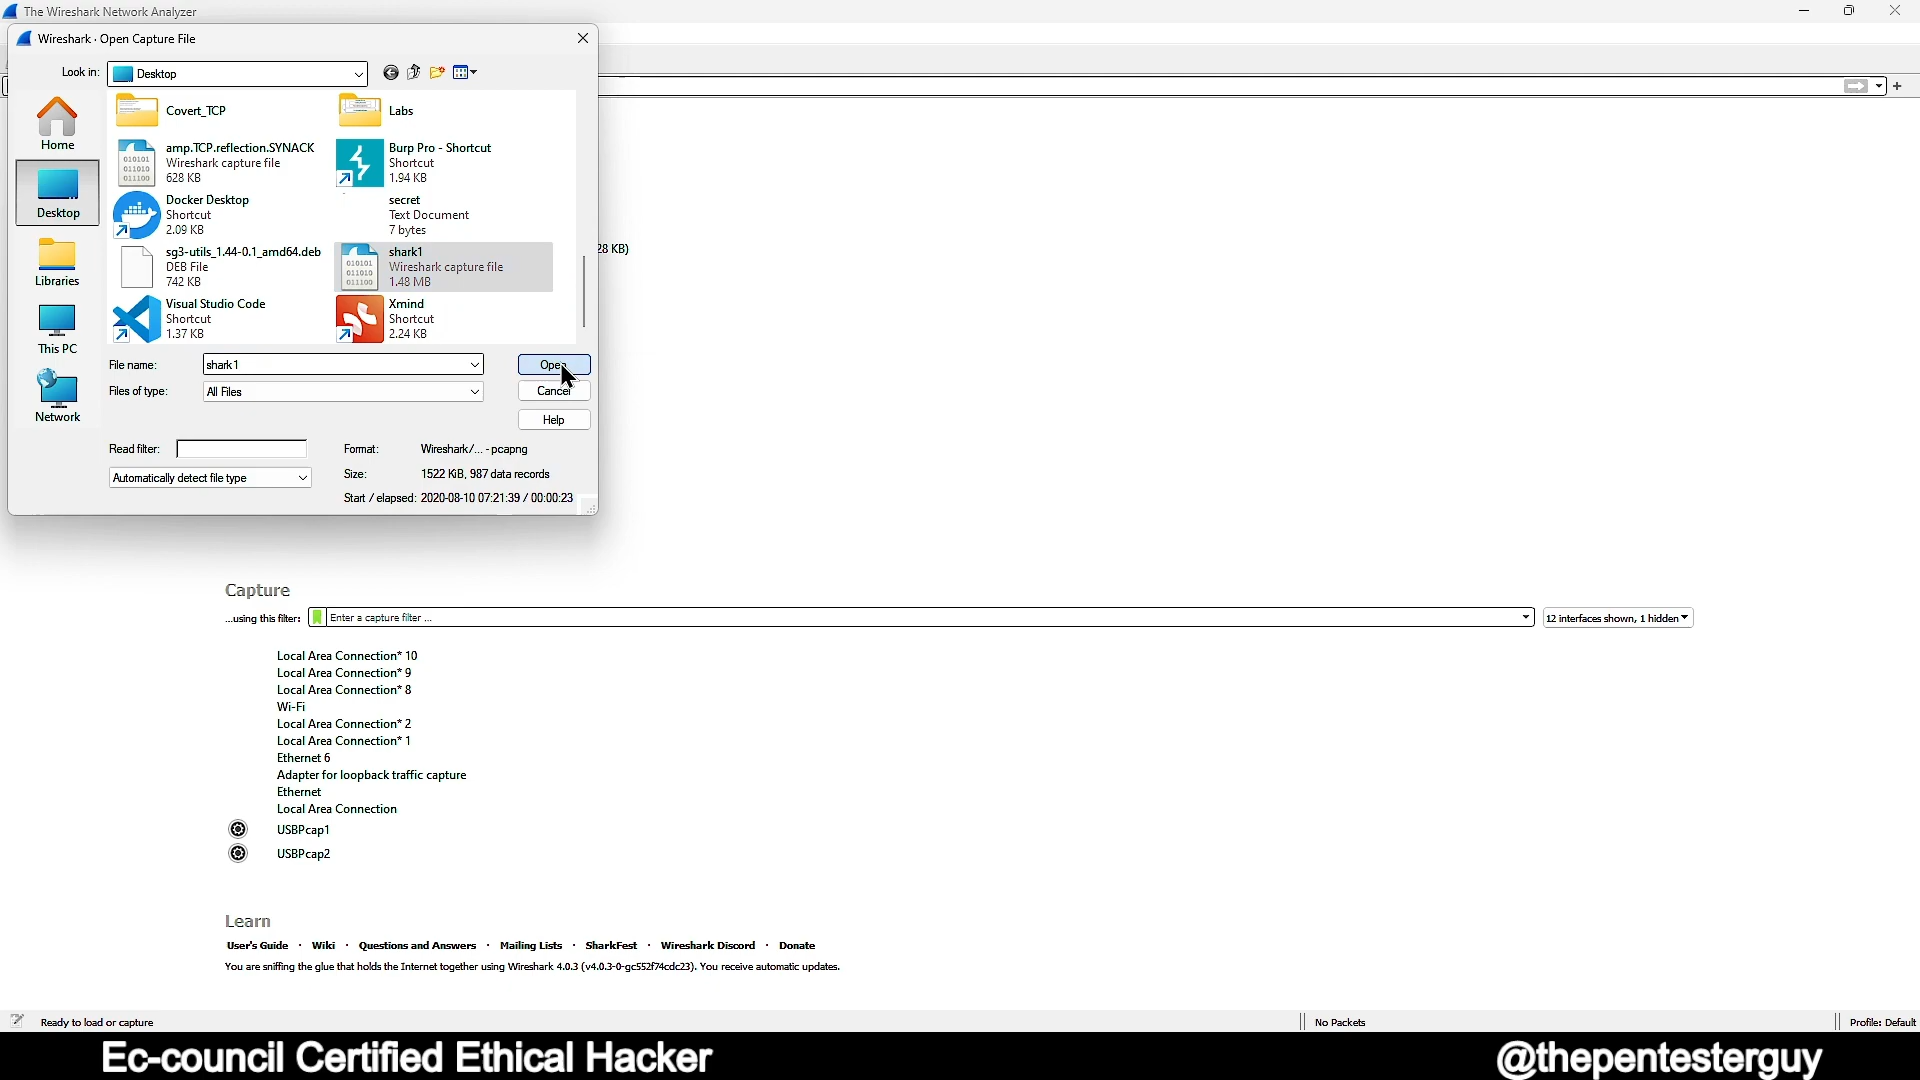 The Wireshark Network Analyzer
Wireshark · Open Capture File
Look in:
Desktop
Home
Desktop
Libraries
This PC
Network
Covert_TCP
Labs
amp.TCP.reflection.SYNACK
Wireshark capture file
628 KB
Burp Pro - Shortcut
Shortcut
1.94 KB
Docker Desktop
Shortcut
2.09 KB
secret
Text Document
7 bytes
sg3-utils_1.44-0.1_amd64.deb
DEB File
742 KB
shark1
Wireshark capture file
1.48 MB
28 KB)
Visual Studio Code
Shortcut
1.37 KB
Xmind
Shortcut
2.24 KB
File name:
shark1
Open
Files of type:
All Files
Cancel
Help
Read filter:
Automatically detect file type
Format: Wireshark/... - pcapng
Size: 1522 KiB, 987 data records
Start / elapsed: 2020-08-10 07:21:39 / 00:00:23
Capture
...using this filter:
Enter a capture filter ...
12 interfaces shown, 1 hidden
Local Area Connection* 10
Local Area Connection* 9
Local Area Connection* 8
Wi-Fi
Local Area Connection* 2
Local Area Connection* 1
Ethernet 6
Adapter for loopback traffic capture
Ethernet
Local Area Connection
USBPcap1
USBPcap2
Learn
User's Guide · Wiki · Questions and Answers · Mailing Lists · SharkFest · Wireshark Discord · Donate
You are sniffing the glue that holds the Internet together using Wireshark 4.0.3 (v4.0.3-0-gc552f74cdc23). You receive automatic updates.
Ready to load or capture
No Packets
Profile: Default
Ec-council Certified Ethical Hacker
@thepentesterguy